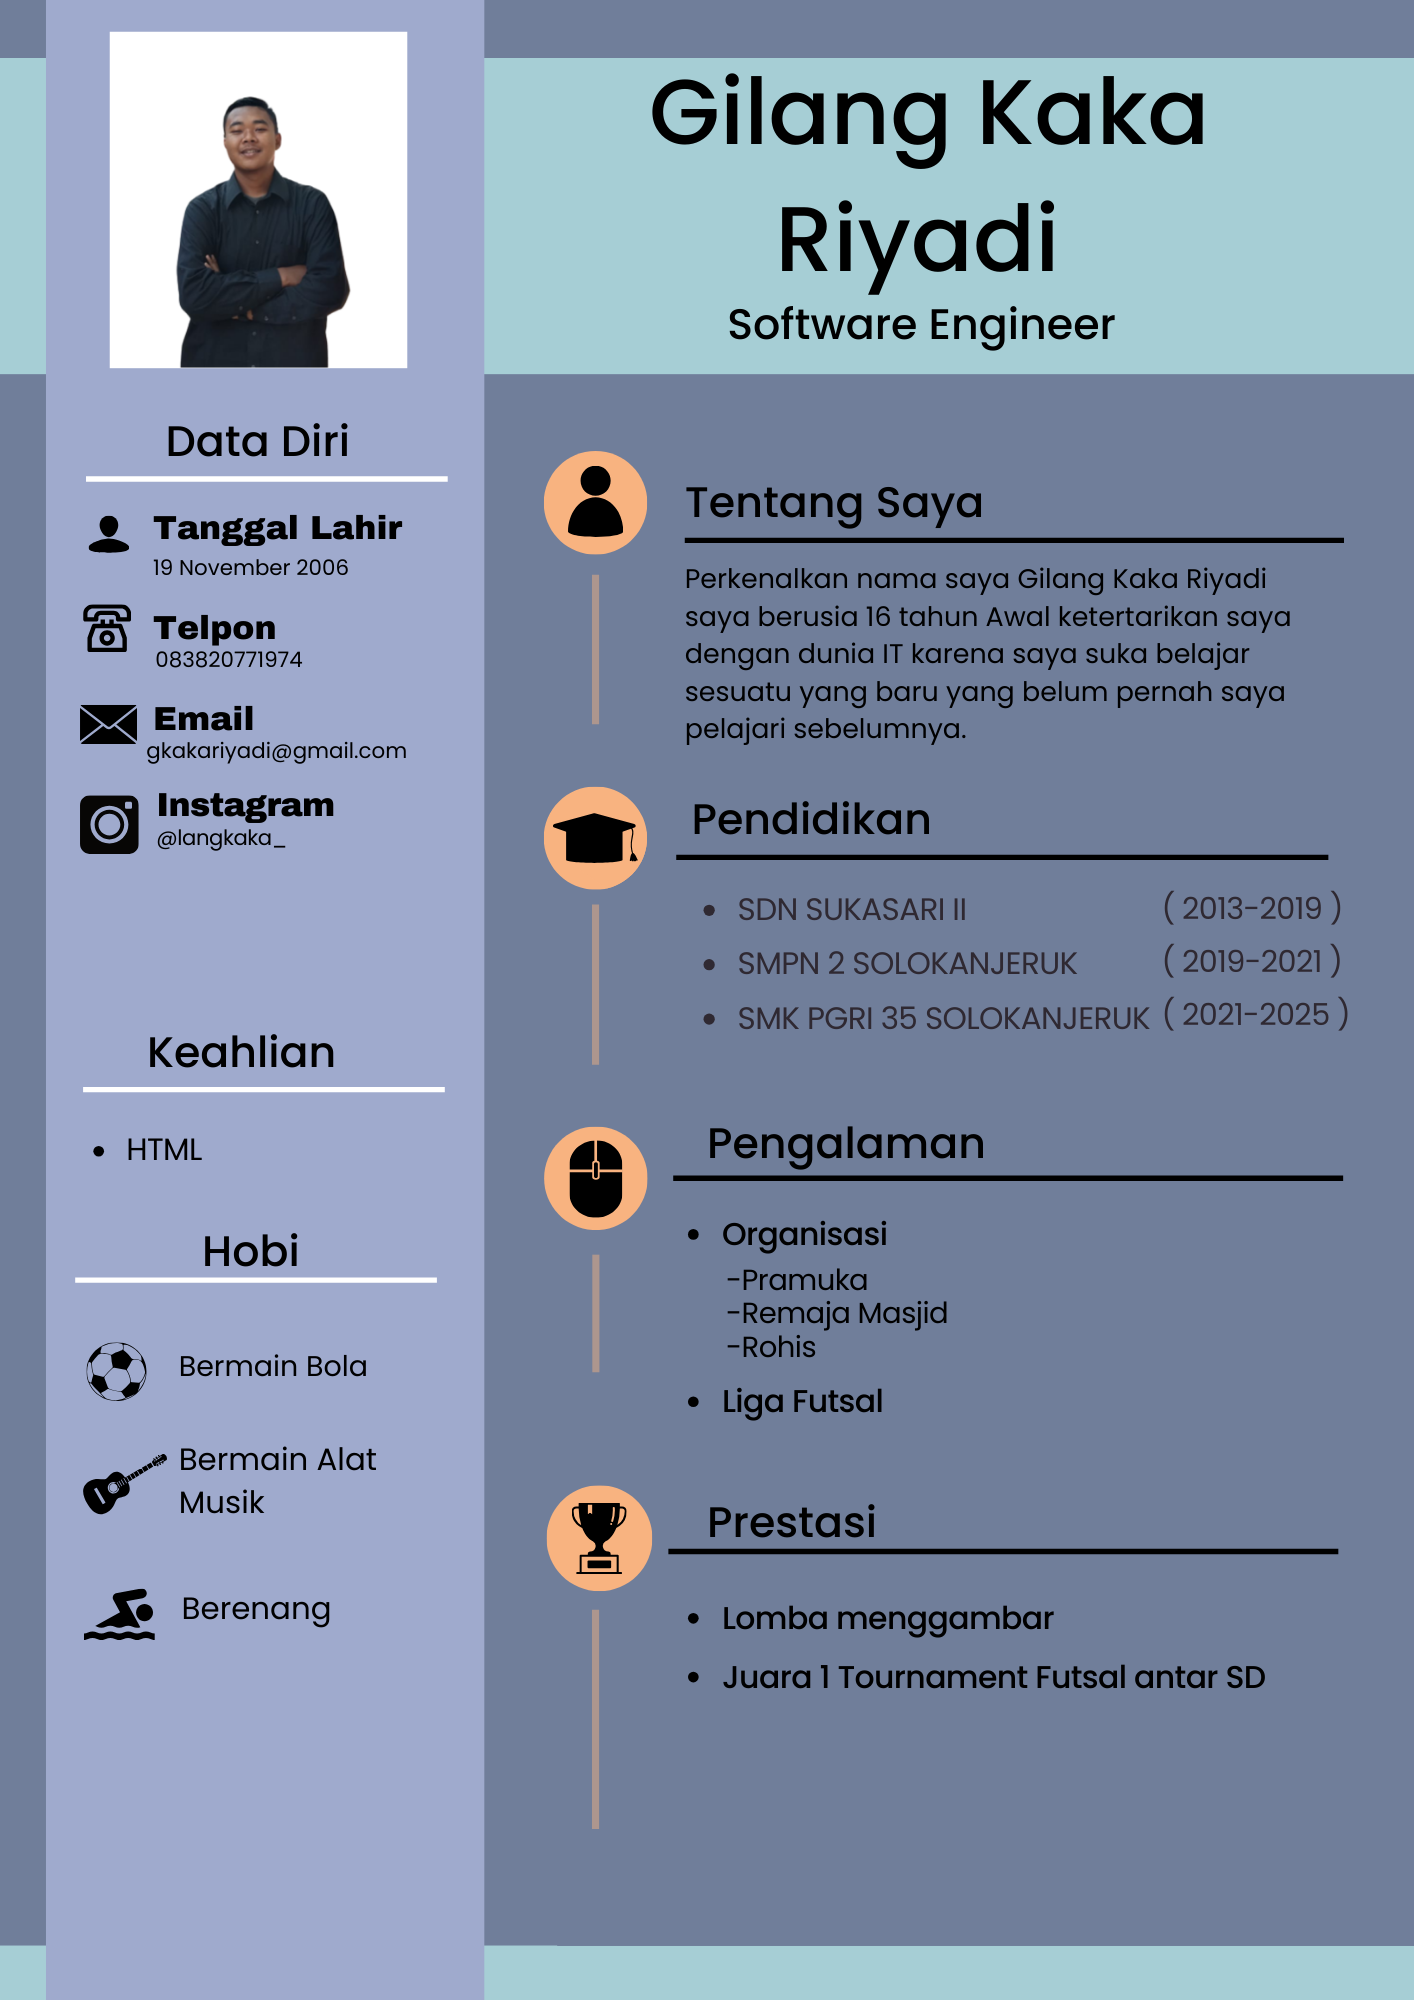 Gilang Kaka
Riyadi
Software Engineer
Data Diri
Tanggal Lahir
19 November 2006
Telpon
083820771974
Email
gkakariyadi@gmail.com
Instagram
@langkaka_
Keahlian
• HTML
Hobi
Bermain Bola
Bermain Alat
Musik
Berenang
Tentang Saya
Perkenalkan nama saya Gilang Kaka Riyadi
saya berusia 16 tahun Awal ketertarikan saya
dengan dunia IT karena saya suka belajar
sesuatu yang baru yang belum pernah saya
pelajari sebelumnya.
Pendidikan
• SDN SUKASARI II ( 2013-2019 )
• SMPN 2 SOLOKANJERUK ( 2019-2021 )
• SMK PGRI 35 SOLOKANJERUK ( 2021-2025 )
Pengalaman
• Organisasi
-Pramuka
-Remaja Masjid
-Rohis
• Liga Futsal
Prestasi
• Lomba menggambar
• Juara 1 Tournament Futsal antar SD